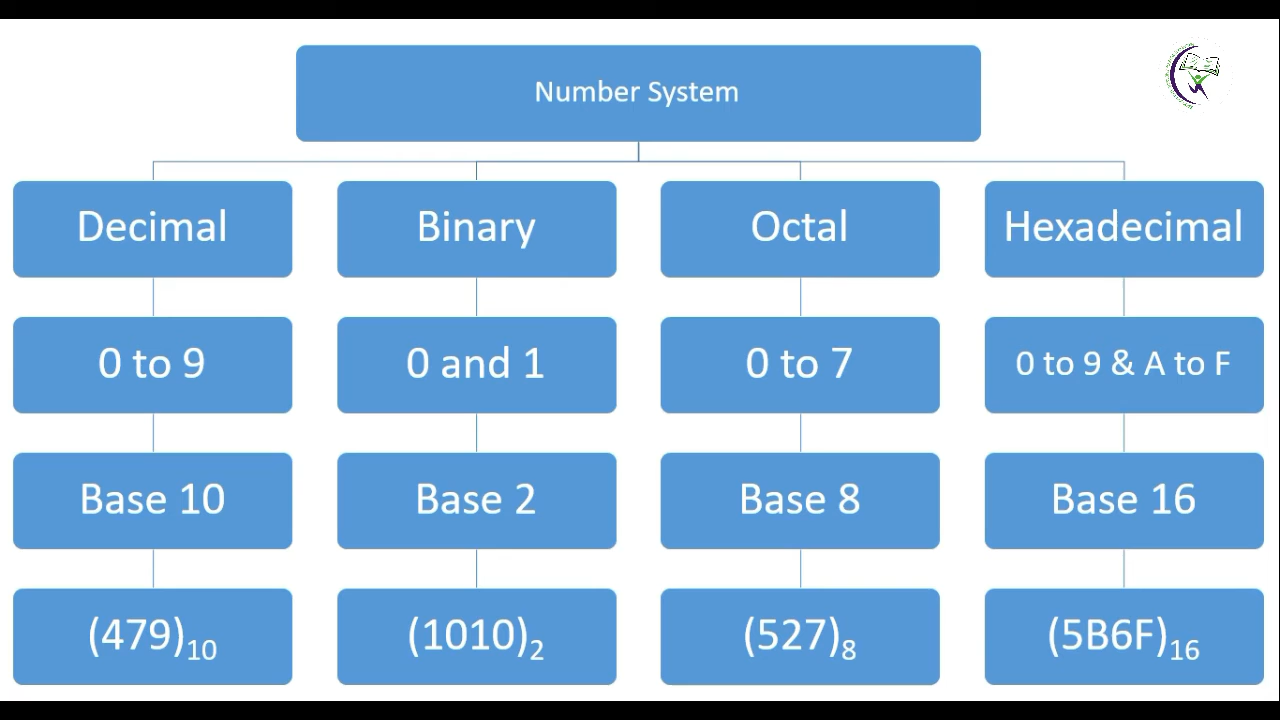 Number System
Decimal Binary Octal Hexadecimal
0 to 9 0 and 1 0 to 7 0 to 9 & A to F
Base 10 Base 2 Base 8 Base 16
(479)₁₀ (1010)₂ (527)₈ (5B6F)₁₆